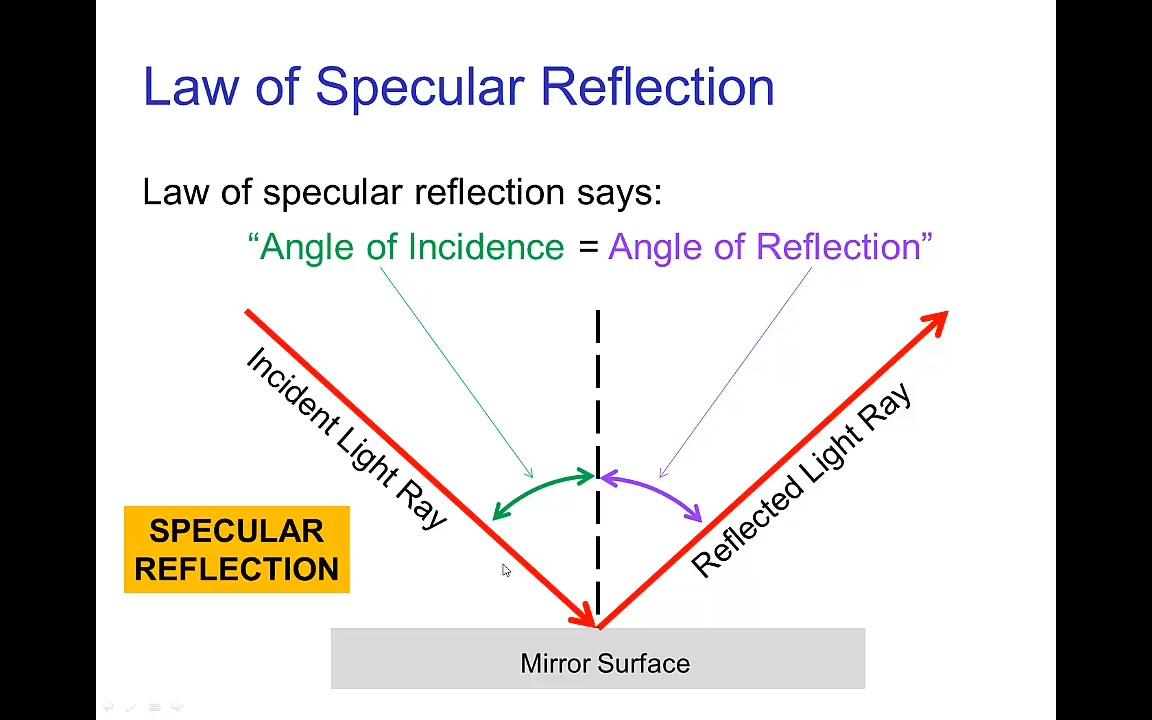 Law of Specular Reflection
Law of specular reflection says:
“Angle of Incidence = Angle of Reflection”
Incident Light Ray
Reflected Light Ray
SPECULAR
REFLECTION
Mirror Surface